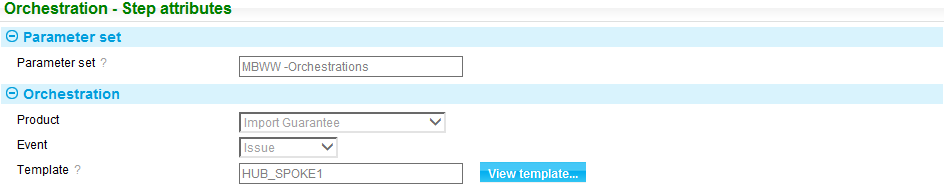 Orchestration - Step attributes
Parameter set
Parameter set ? MBWW -Orchestrations
Orchestration
Product Import Guarantee
Event Issue
Template ? HUB_SPOKE1 View template...